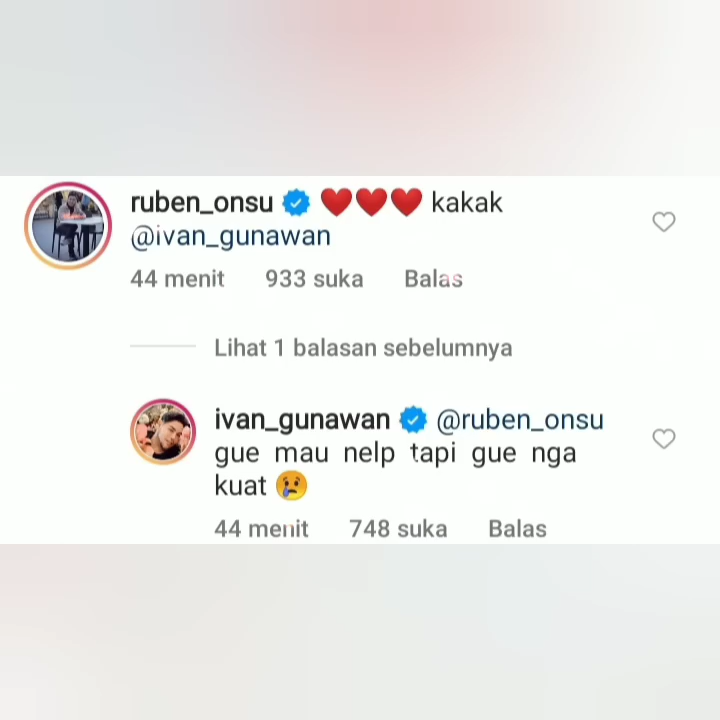 ruben_onsu ❤️❤️❤️ kakak
@ivan_gunawan
44 menit 933 suka Balas
Lihat 1 balasan sebelumnya
ivan_gunawan @ruben_onsu
gue mau nelp tapi gue nga
kuat 😢
44 menit 748 suka Balas